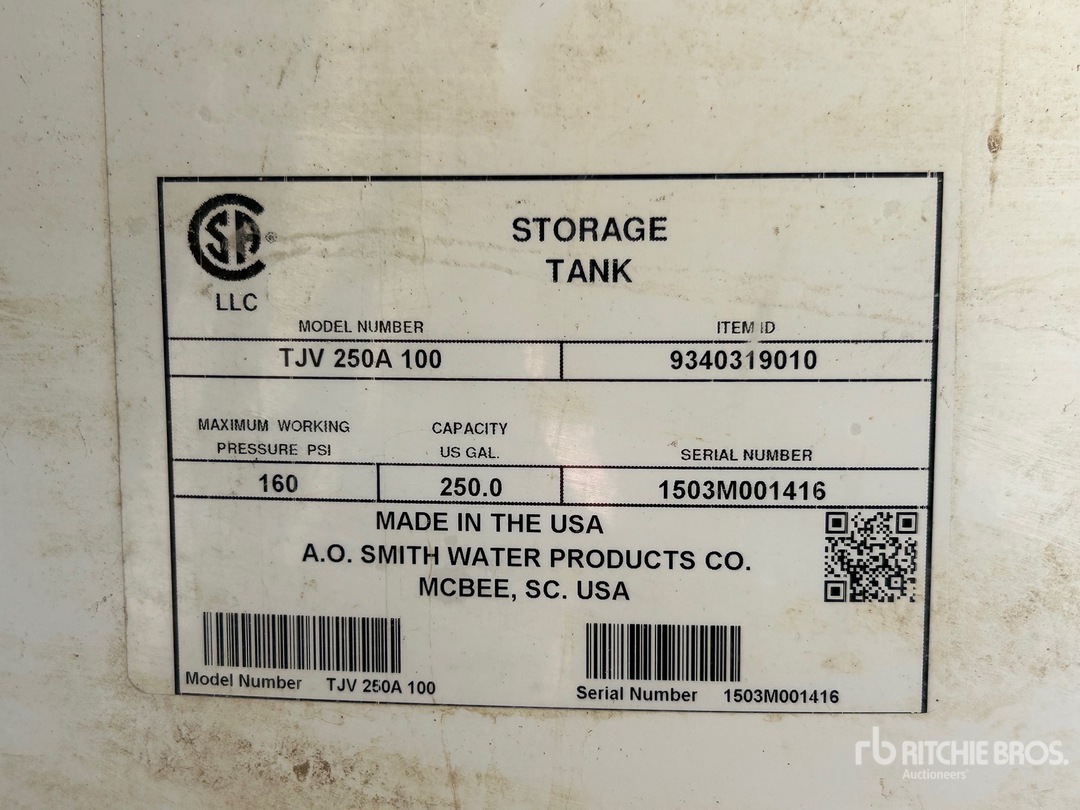 CSA®
LLC
STORAGE
TANK
MODEL NUMBER ITEM ID
TJV 250A 100 9340319010
MAXIMUM WORKING
PRESSURE PSI
CAPACITY
US GAL.
SERIAL NUMBER
160 250.0 1503M001416
MADE IN THE USA
A.O. SMITH WATER PRODUCTS CO.
MCBEE, SC. USA
Model Number TJV 250A 100
Serial Number 1503M001416
rb RITCHIE BROS.
Auctioneers